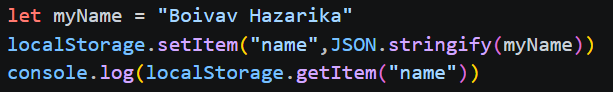 let myName = "Boivav Hazarika"
localStorage.setItem("name",JSON.stringify(myName))
console.log(localStorage.getItem("name"))